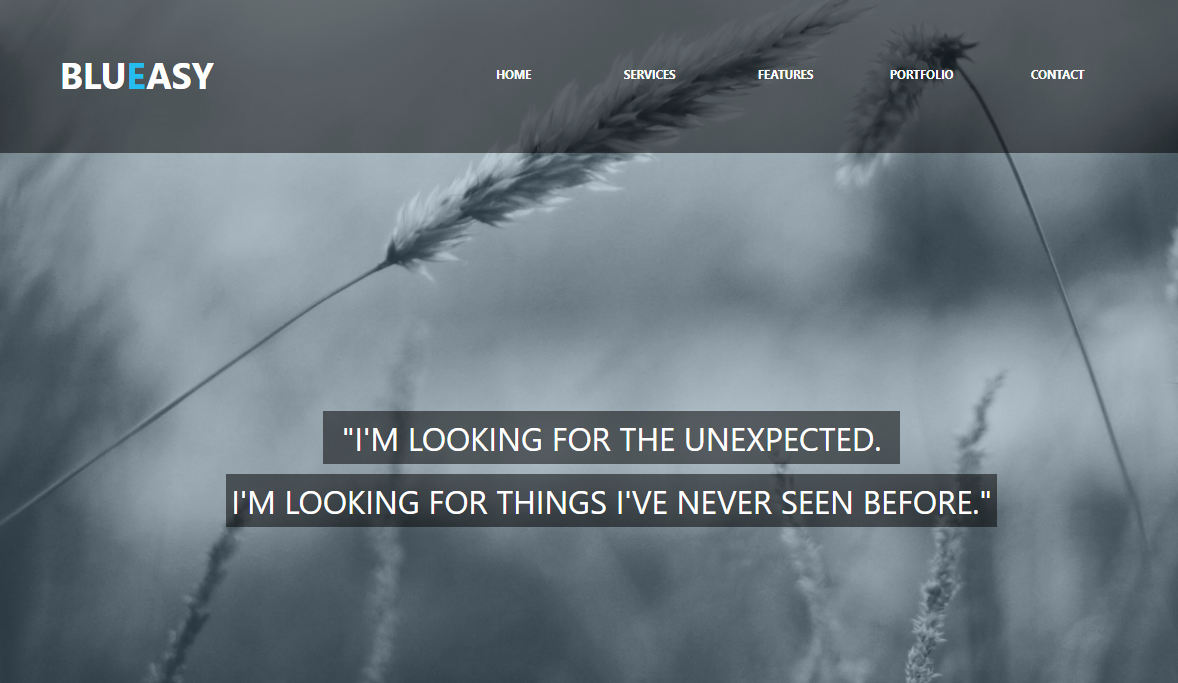 BLUEASY
HOME SERVICES FEATURES PORTFOLIO CONTACT
"I'M LOOKING FOR THE UNEXPECTED.
I'M LOOKING FOR THINGS I'VE NEVER SEEN BEFORE."